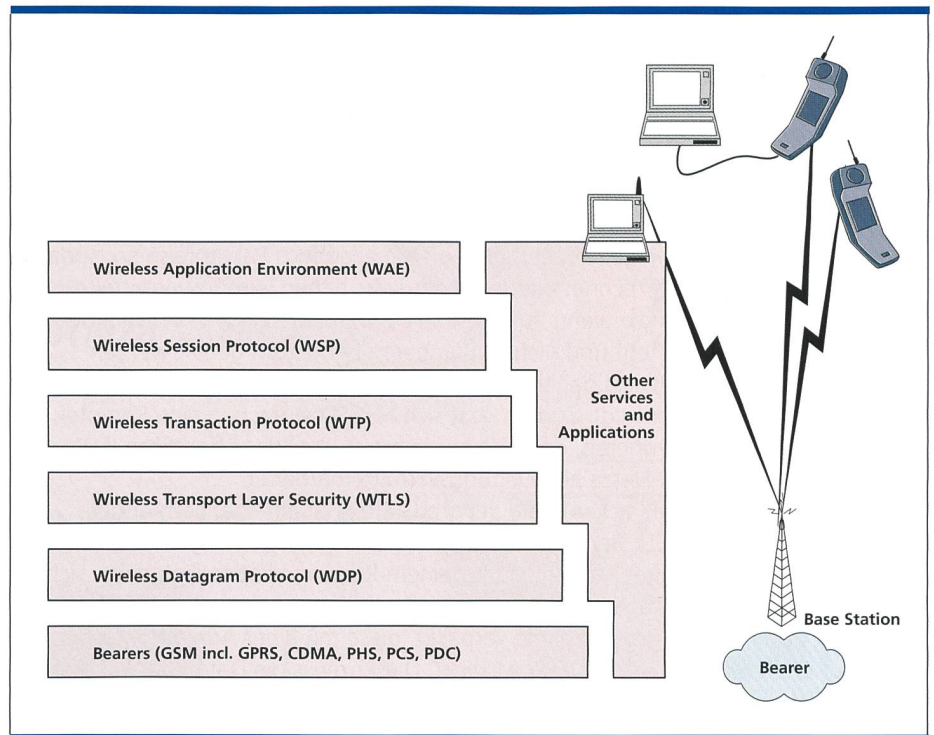 Wireless Application Environment (WAE)
Wireless Session Protocol (WSP)
Wireless Transaction Protocol (WTP)
Wireless Transport Layer Security (WTLS)
Wireless Datagram Protocol (WDP)
Bearers (GSM incl. GPRS, CDMA, PHS, PCS, PDC)
Other
Services
and
Applications
Base Station
Bearer